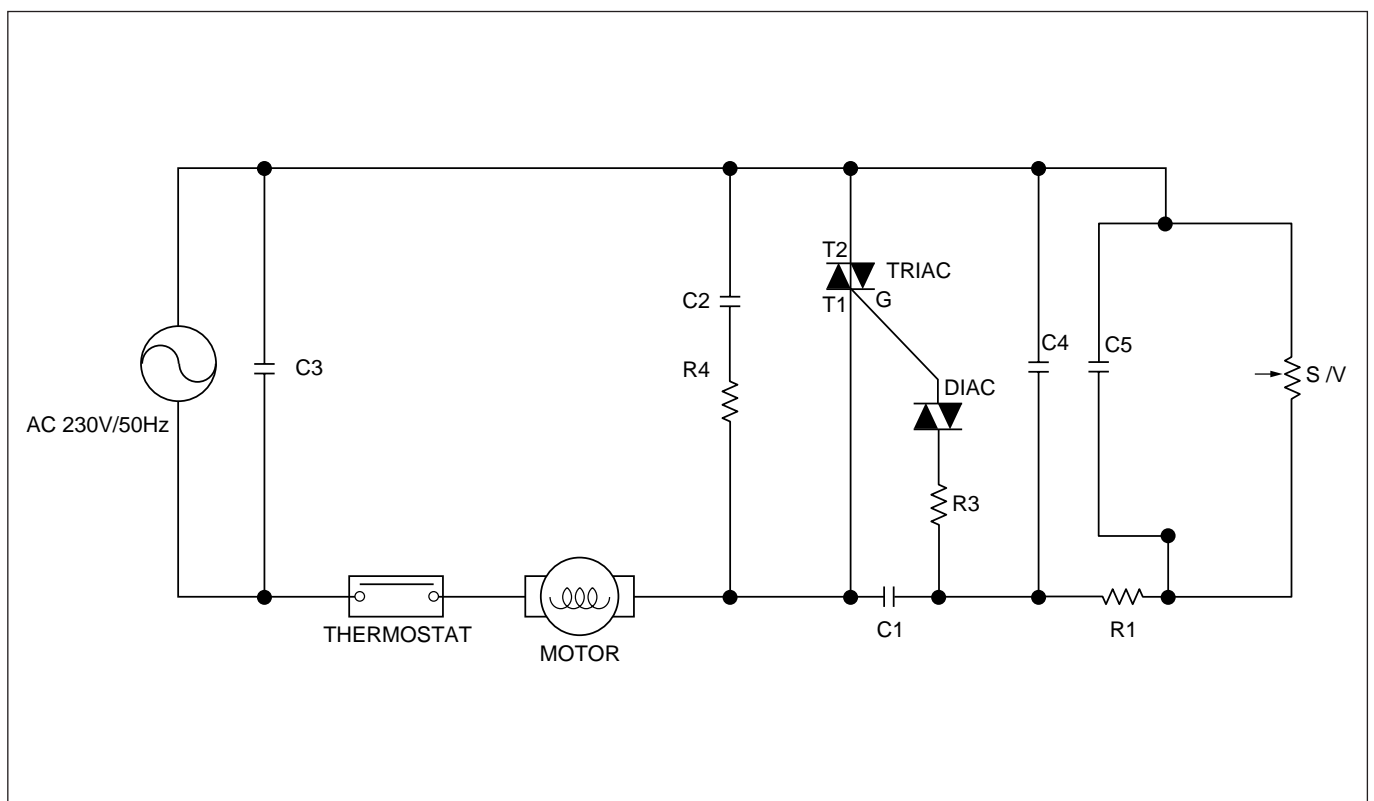 T2
TRIAC
C2
T1
G
C4
C5
C3
R4
S /V
DIAC
AC 230V/50Hz
R3
THERMOSTAT
C1
R1
MOTOR